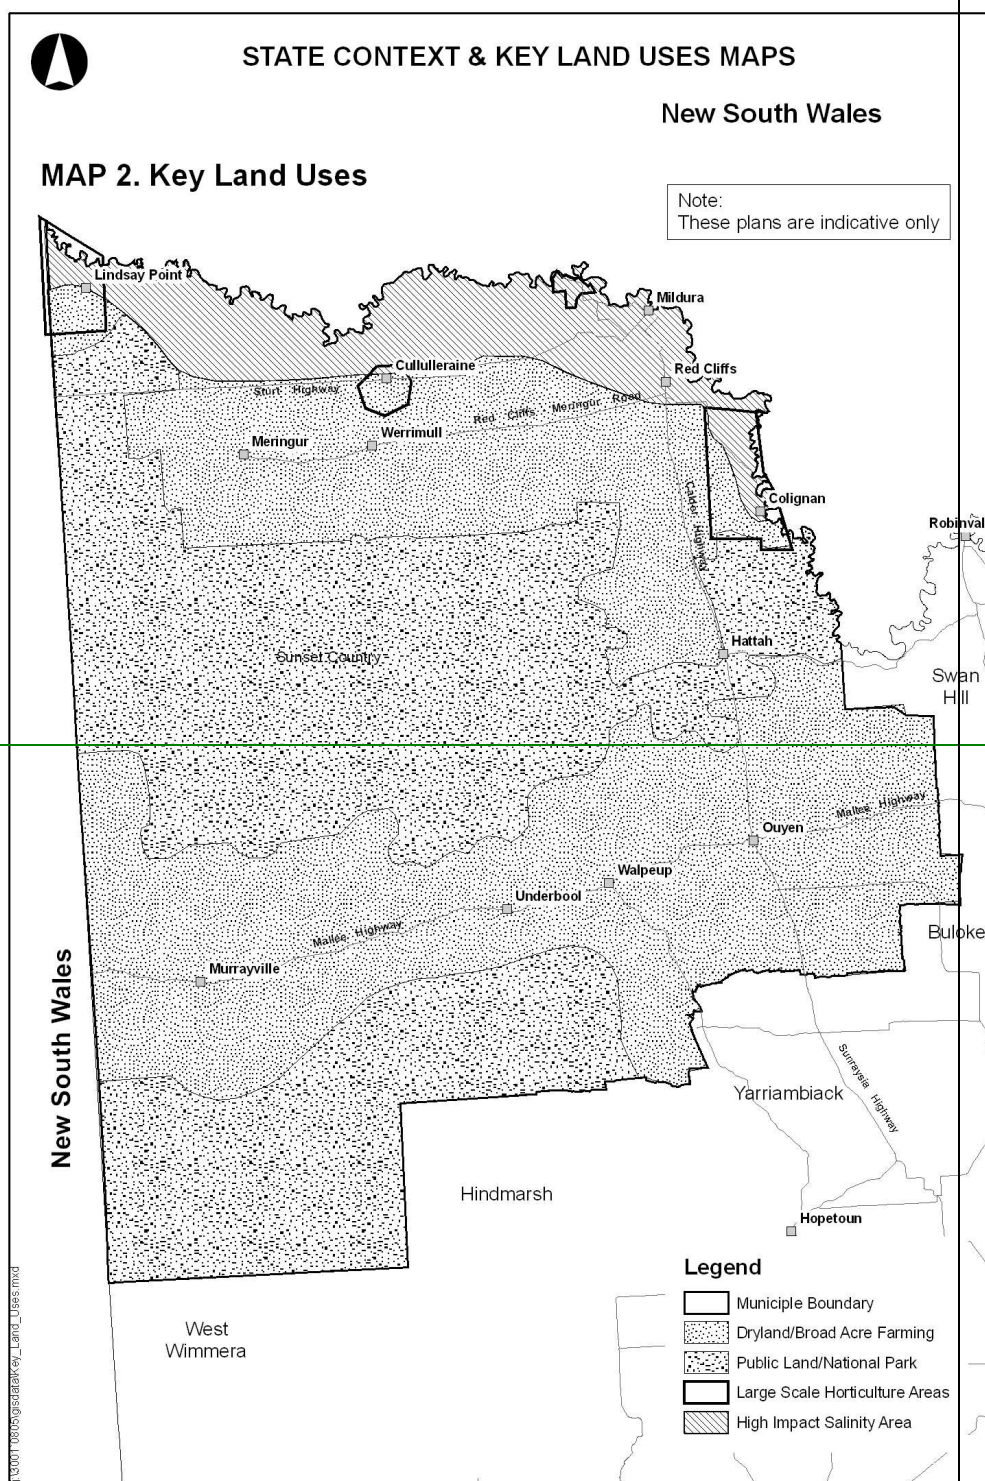 STATE CONTEXT & KEY LAND USES MAPS
New South Wales
MAP 2. Key Land Uses
Note:
These plans are indicative only
Lindsay Point
Mildura
Cullulleraine
Red Cliffs
Sturt Highway
Red Cliffs Meringur Road
Meringur
Werrimull
Calder Highway
Colignan
Robinval
Hattah
Sunset Country
Swan
Hill
Mallee Highway
Ouyen
Walpeup
Underbool
Mallee Highway
Buloke
Murrayville
New South Wales
Sunraysia Highway
Yarriambiack
Hindmarsh
Hopetoun
West
Wimmera
Legend
Municiple Boundary
Dryland/Broad Acre Farming
Public Land/National Park
Large Scale Horticulture Areas
High Impact Salinity Area